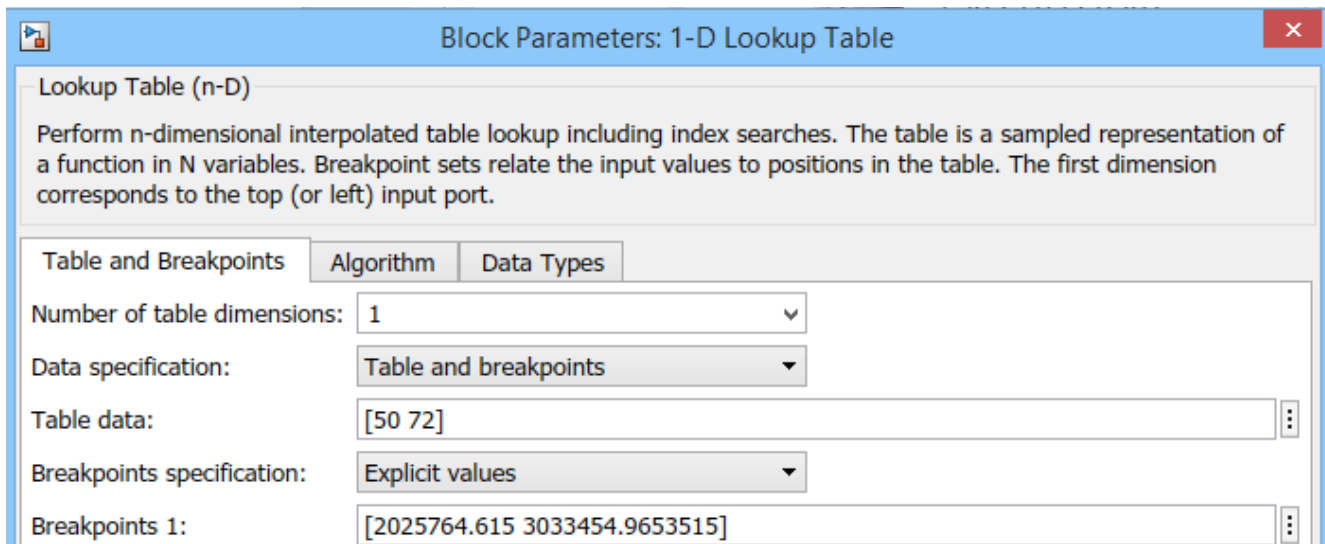 Block Parameters: 1-D Lookup Table
Lookup Table (n-D)
Perform n-dimensional interpolated table lookup including index searches. The table is a sampled representation of
a function in N variables. Breakpoint sets relate the input values to positions in the table. The first dimension
corresponds to the top (or left) input port.
Table and Breakpoints Algorithm Data Types
Number of table dimensions: 1
Data specification: Table and breakpoints
Table data: [50 72]
Breakpoints specification: Explicit values
Breakpoints 1: [2025764.615 3033454.9653515]